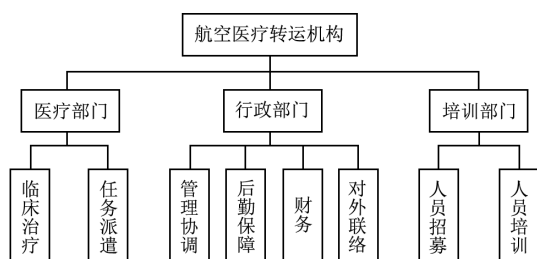 航空医疗转运机构
医疗部门
行政部门
培训部门
临床治疗
任务派遣
管理协调
后勤保障
财务
对外联络
人员招募
人员培训